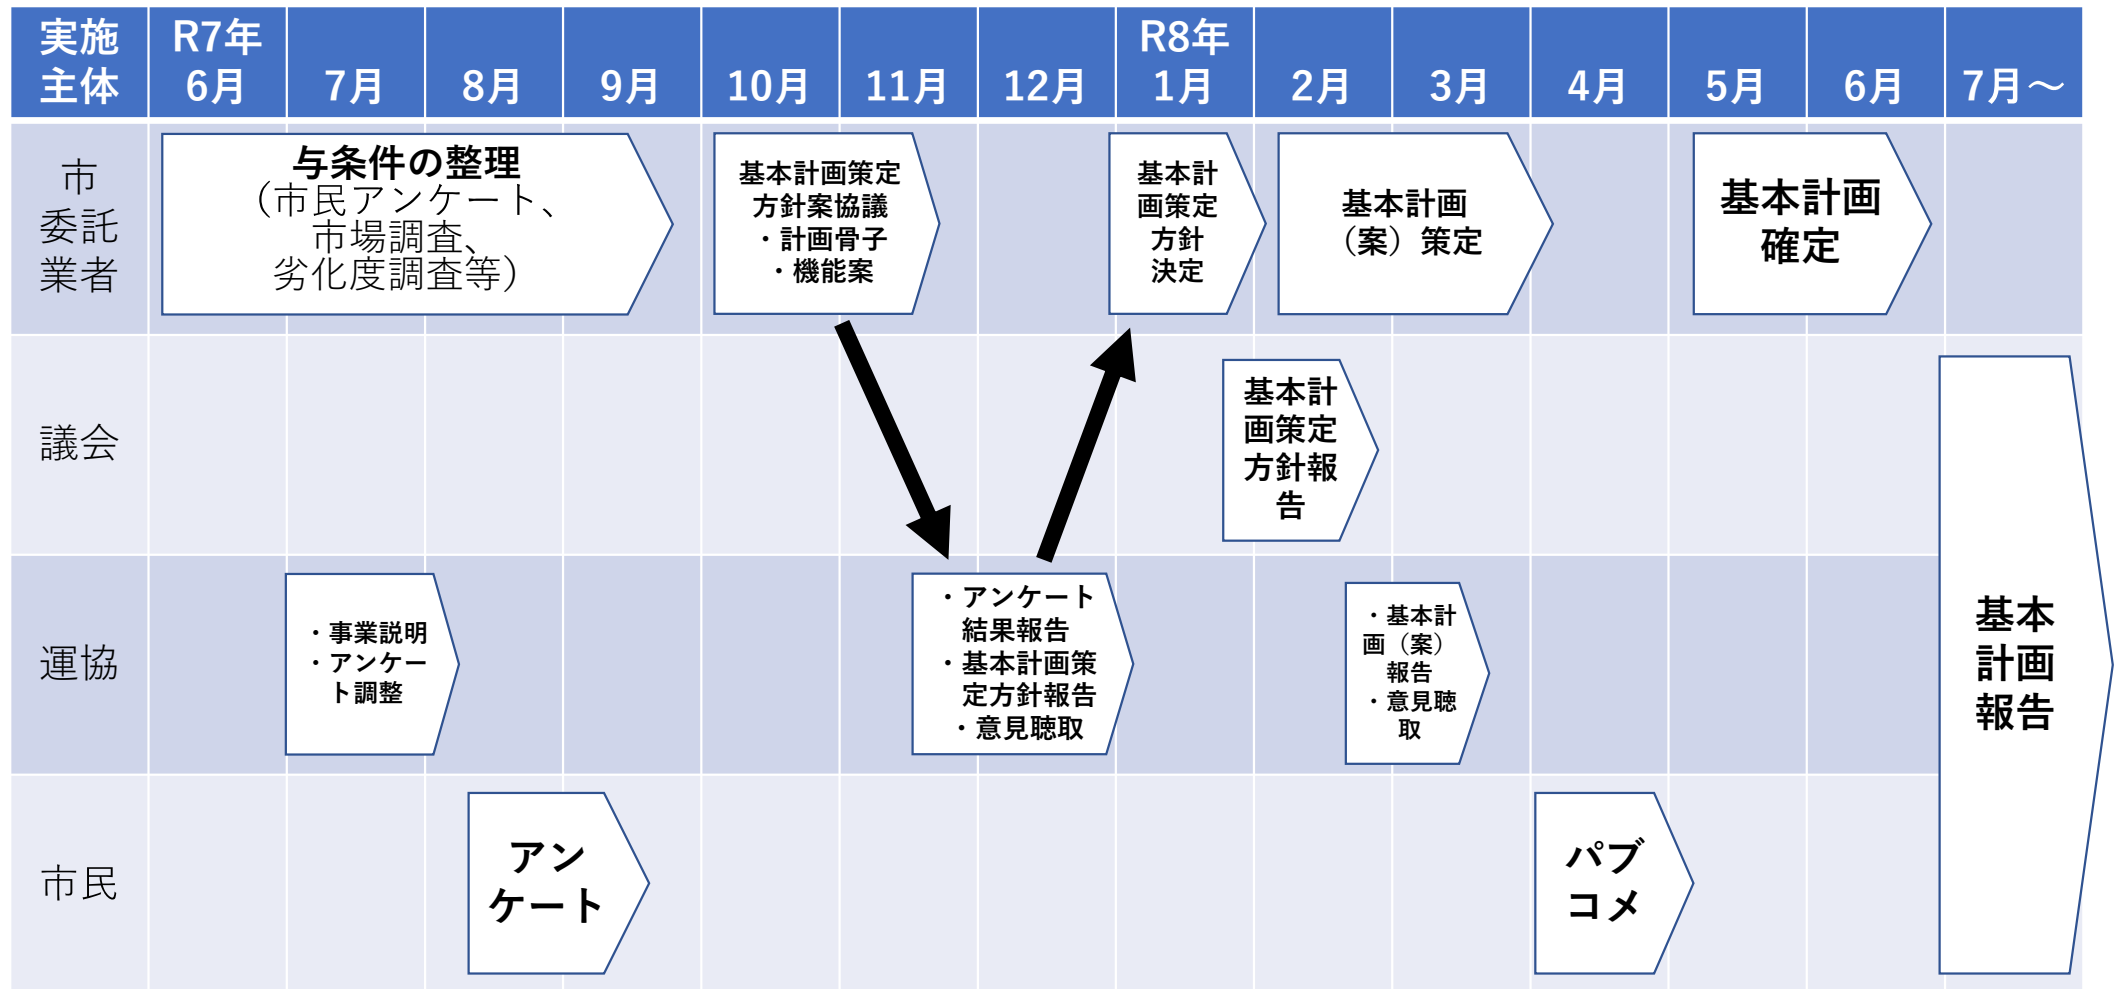 実施
主体
R7年
6月
7月
8月
9月
10月
11月
12月
R8年
1月
2月
3月
4月
5月
6月
7月～
市
委託
業者
与条件の整理
（市民アンケート、
市場調査、
劣化度調査等）
基本計画策定
方針案協議
・計画骨子
・機能案
基本計
画策定
方針
決定
基本計画
（案）策定
基本計画
確定
議会
基本計
画策定
方針報
告
運協
・事業説明
・アンケー
ト調整
・アンケート
結果報告
・基本計画策
定方針報告
・意見聴取
・基本計
画（案）
報告
・意見聴
取
基本
計画
報告
市民
アン
ケート
パブ
コメ